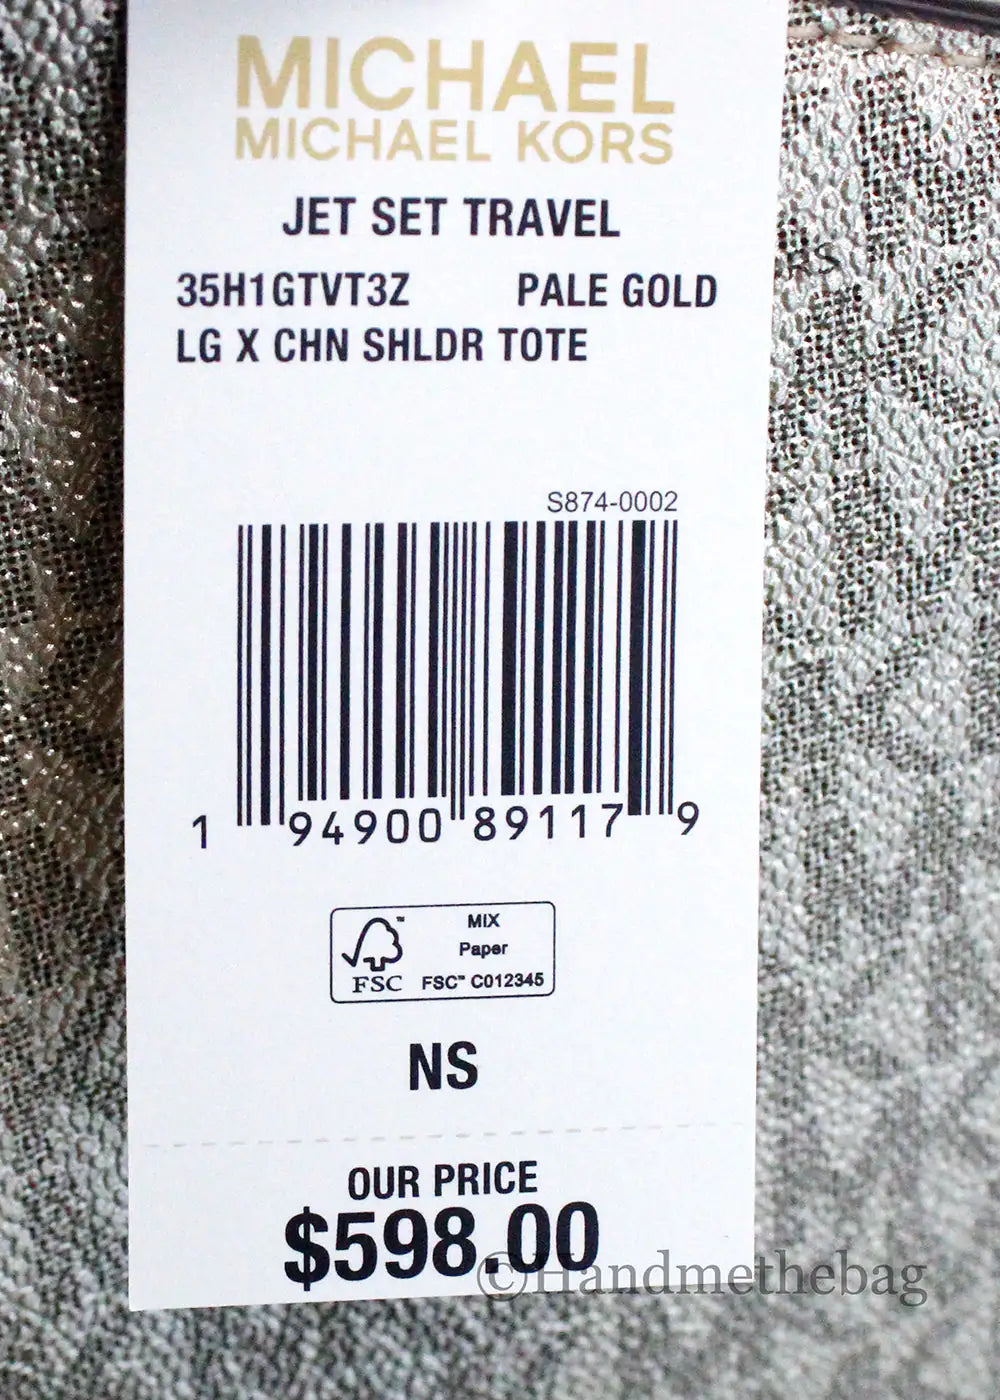 MICHAEL
MICHAEL KORS
JET SET TRAVEL
35H1GTVT3Z PALE GOLD
LG X CHN SHLDR TOTE
S874-0002
1 94900 89117 9
MIX
Paper
FSC™ C012345
FSC
NS
OUR PRICE
$598.00
©Handmethebag